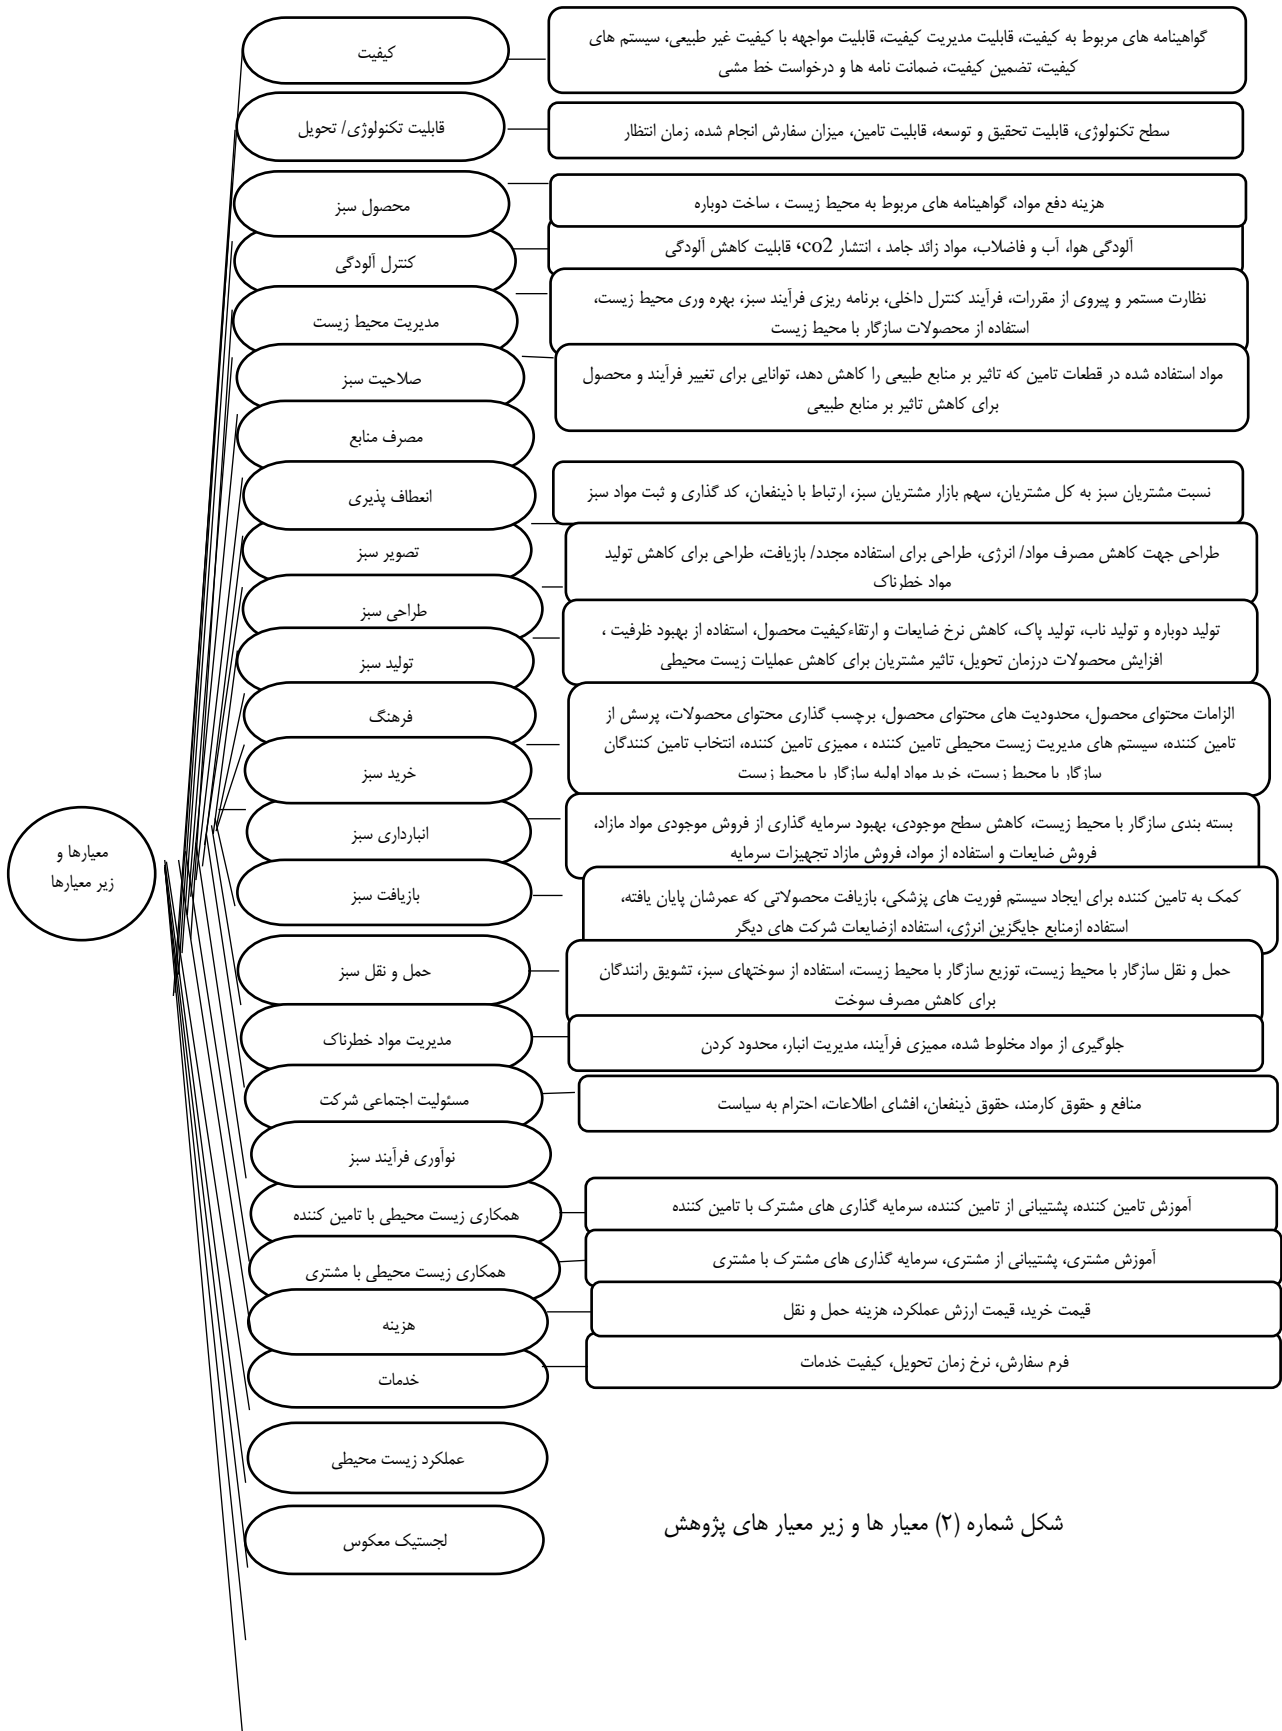 کیفیت
گواهینامه های مربوط به کیفیت، قابلیت مدیریت کیفیت، قابلیت مواجهه با کیفیت غیر طبیعی، سیستم های
کیفیت، تضمین کیفیت، ضمانت نامه ها و درخواست خط مشی
قابلیت تکنولوژی/ تحویل
سطح تکنولوژی، قابلیت تحقیق و توسعه، قابلیت تامین، میزان سفارش انجام شده، زمان انتظار
محصول سبز
هزینه دفع مواد، گواهینامه های مربوط به محیط زیست ، ساخت دوباره
کنترل آلودگی
آلودگی هوا، آب و فاضلاب، مواد زائد جامد ، انتشار co2، قابلیت کاهش آلودگی
مدیریت محیط زیست
نظارت مستمر و پیروی از مقررات، فرآیند کنترل داخلی، برنامه ریزی فرآیند سبز، بهره وری محیط زیست،
استفاده از محصولات سازگار با محیط زیست
صلاحیت سبز
مواد استفاده شده در قطعات تامین که تاثیر بر منابع طبیعی را کاهش دهد، توانایی برای تغییر فرآیند و محصول
برای کاهش تاثیر بر منابع طبیعی
مصرف منابع
انعطاف پذیری
نسبت مشتریان سبز به کل مشتریان، سهم بازار مشتریان سبز، ارتباط با ذینفعان، کد گذاری و ثبت مواد سبز
تصویر سبز
طراحی جهت کاهش مصرف مواد/ انرژی، طراحی برای استفاده مجدد/ بازیافت، طراحی برای کاهش تولید
مواد خطرناک
طراحی سبز
تولید دوباره و تولید ناب، تولید پاک، کاهش نرخ ضایعات و ارتقاءکیفیت محصول، استفاده از بهبود ظرفیت ،
افزایش محصولات درزمان تحویل، تاثیر مشتریان برای کاهش عملیات زیست محیطی
تولید سبز
فرهنگ
الزامات محتوای محصول، محدودیت های محتوای محصول، برچسب گذاری محتوای محصولات، پرسش از
تامین کننده، سیستم های مدیریت زیست محیطی تامین کننده ، ممیزی تامین کننده، انتخاب تامین کنندگان
سازگار با محیط زیست، خرید مواد اولیه سازگار با محیط زیست
خرید سبز
انبارداری سبز
بسته بندی سازگار با محیط زیست، کاهش سطح موجودی، بهبود سرمایه گذاری از فروش موجودی مواد مازاد،
فروش ضایعات و استفاده از مواد، فروش مازاد تجهیزات سرمایه
معیارها و
زیر معیارها
بازیافت سبز
کمک به تامین کننده برای ایجاد سیستم فوریت های پزشکی، بازیافت محصولاتی که عمرشان پایان یافته،
استفاده ازمنابع جایگزین انرژی، استفاده ازضایعات شرکت های دیگر
حمل و نقل سبز
حمل و نقل سازگار با محیط زیست، توزیع سازگار با محیط زیست، استفاده از سوختهای سبز، تشویق رانندگان
برای کاهش مصرف سوخت
مدیریت مواد خطرناک
جلوگیری از مواد مخلوط شده، ممیزی فرآیند، مدیریت انبار، محدود کردن
مسئولیت اجتماعی شرکت
منافع و حقوق کارمند، حقوق ذینفعان، افشای اطلاعات، احترام به سیاست
نوآوری فرآیند سبز
همکاری زیست محیطی با تامین کننده
آموزش تامین کننده، پشتیبانی از تامین کننده، سرمایه گذاری های مشترک با تامین کننده
همکاری زیست محیطی با مشتری
آموزش مشتری، پشتیبانی از مشتری، سرمایه گذاری های مشترک با مشتری
هزینه
قیمت خرید، قیمت ارزش عملکرد، هزینه حمل و نقل
خدمات
فرم سفارش، نرخ زمان تحویل، کیفیت خدمات
عملکرد زیست محیطی
لجستیک معکوس
شکل شماره (۲) معیار ها و زیر معیار های پژوهش